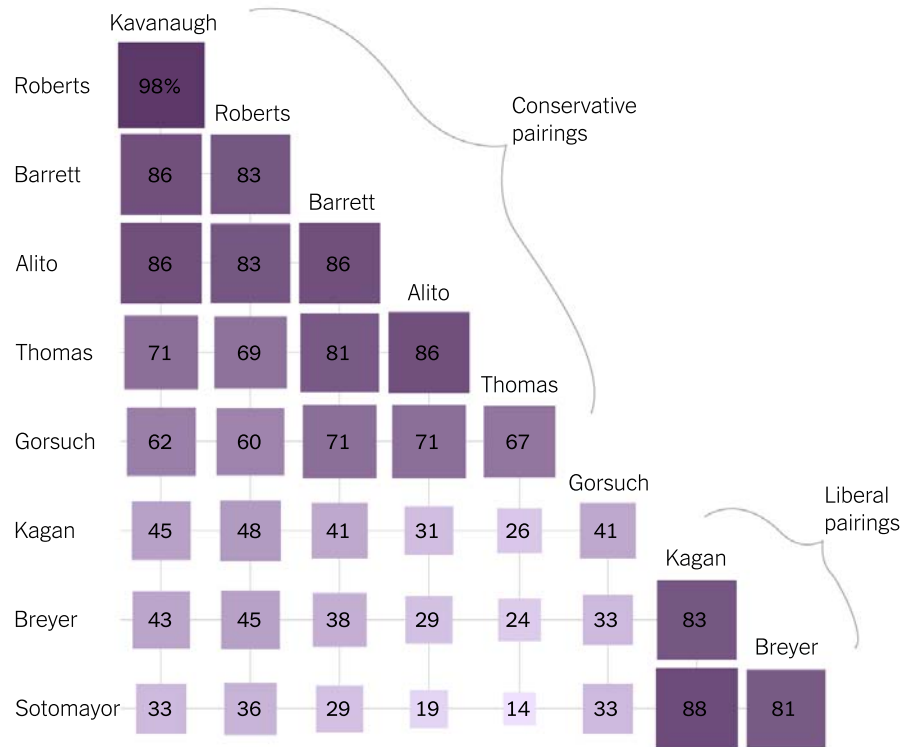 Kavanaugh
Roberts 98%
Roberts
Conservative
pairings
Barrett 86 83
Barrett
Alito 86 83 86
Alito
Thomas 71 69 81 86
Thomas
Gorsuch 62 60 71 71 67
Gorsuch
Liberal
pairings
Kagan 45 48 41 31 26 41
Kagan
Breyer 43 45 38 29 24 33 83
Breyer
Sotomayor 33 36 29 19 14 33 88 81